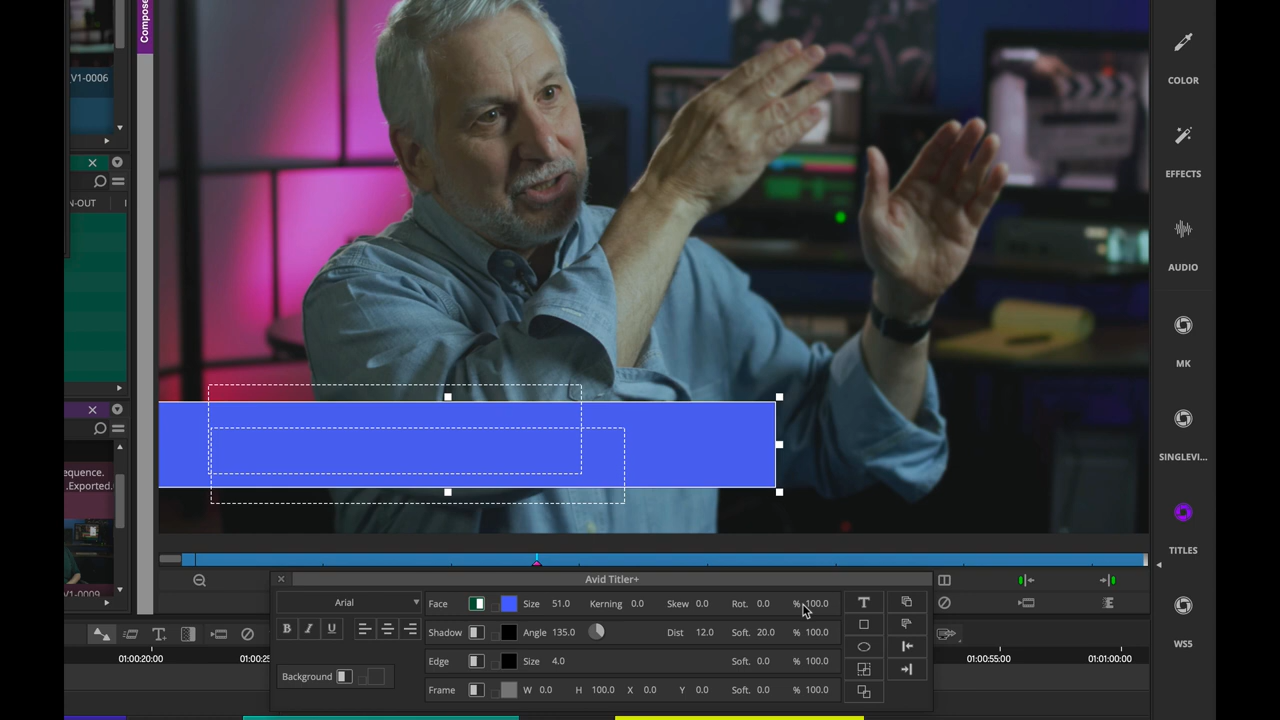 Compose
V1-0006
N-OUT
equence.
.Exported.
V1-0009
COLOR
EFFECTS
AUDIO
MK
SINGLEVI...
TITLES
WS5
Avid Titler+
Arial
B I U
Background
Face Size 51.0 Kerning 0.0 Skew 0.0 Rot. 0.0 % 100.0
Shadow Angle 135.0 Dist 12.0 Soft. 20.0 % 100.0
Edge Size 4.0 Soft. 0.0 % 100.0
Frame W 0.0 H 100.0 X 0.0 Y 0.0 Soft. 0.0 % 100.0
T
T
01:00:20:00
01:00:25
01:00:55:00
01:01:00:00